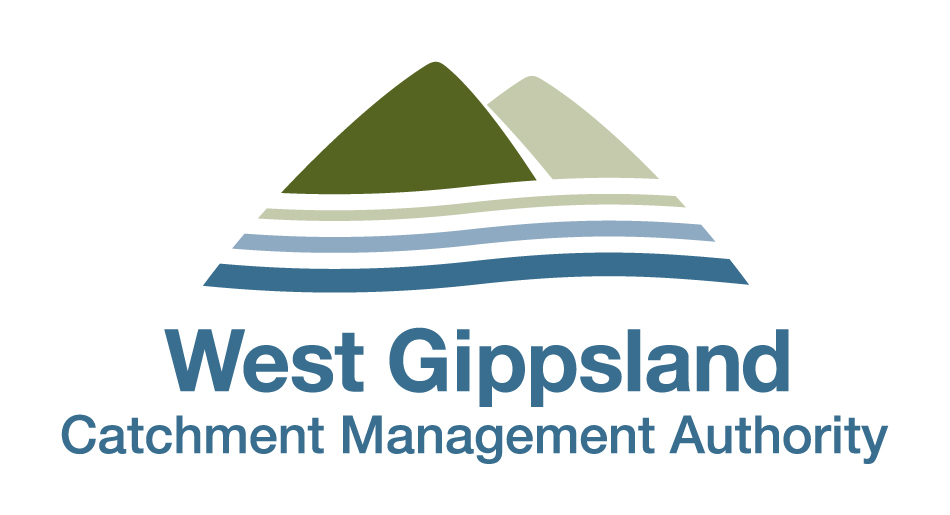 West Gippsland
Catchment Management Authority